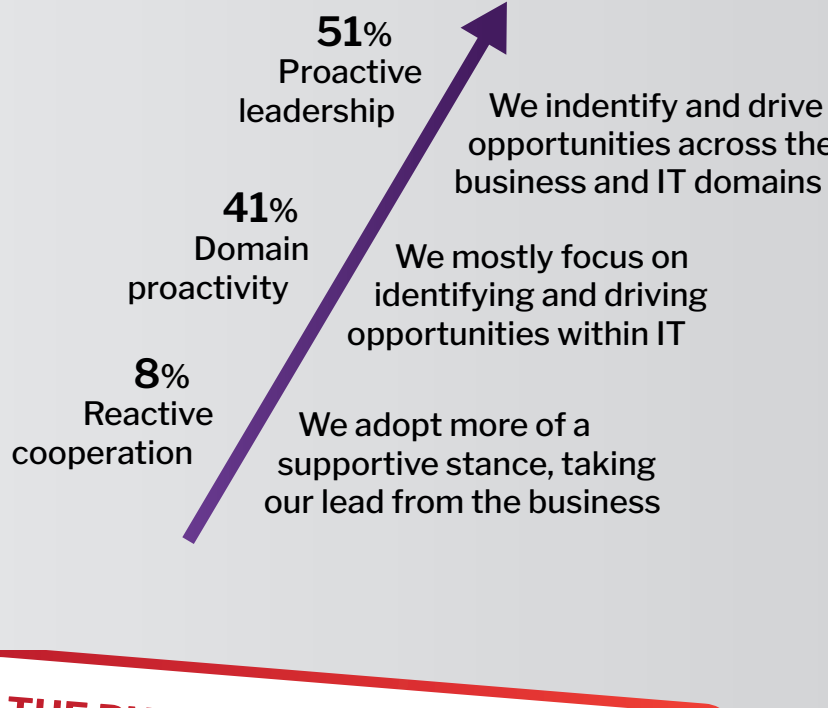 51%
Proactive
leadership
We indentify and drive
opportunities across the
business and IT domains
41%
Domain
proactivity
We mostly focus on
identifying and driving
opportunities within IT
8%
Reactive
cooperation
We adopt more of a
supportive stance, taking
our lead from the business
THE